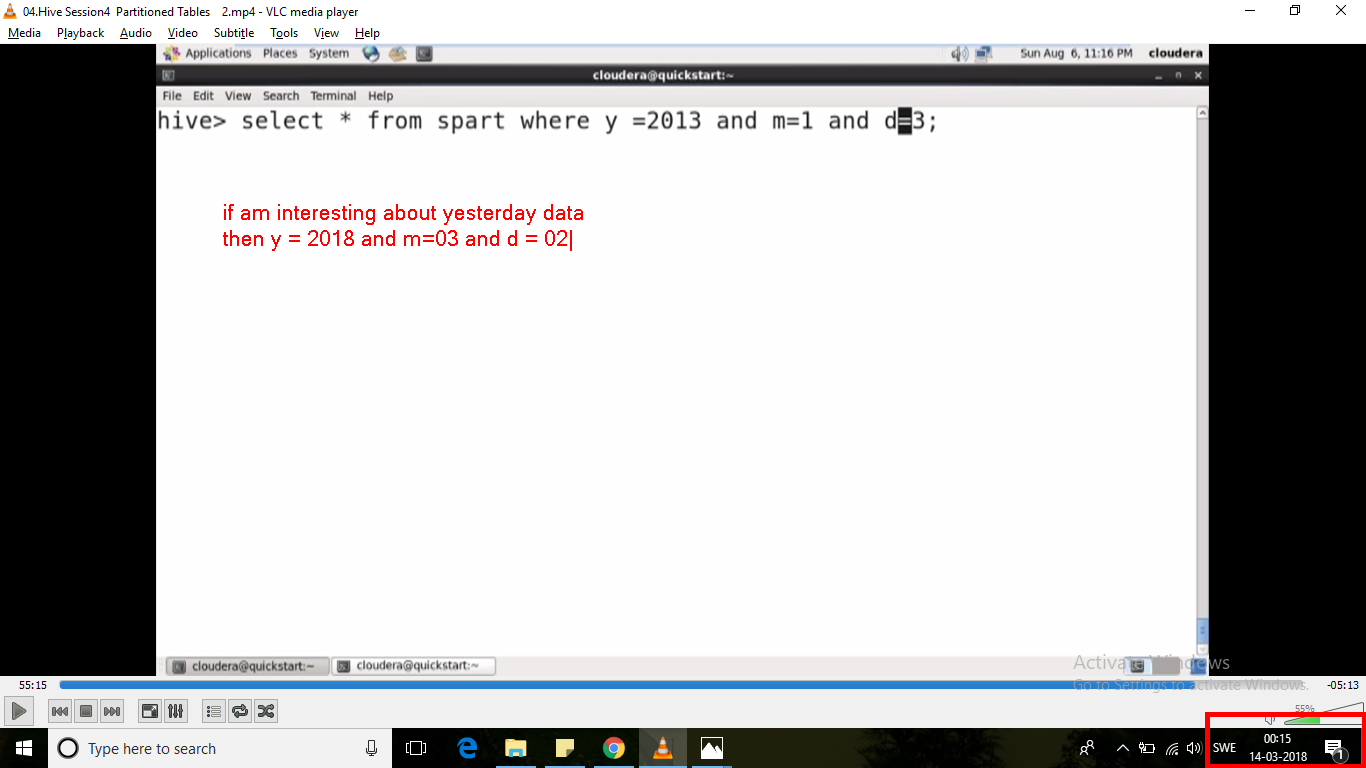 04.Hive Session4 Partitioned Tables 2.mp4 - VLC media player
Media Playback Audio Video Subtitle Tools View Help
Applications Places System Sun Aug 6, 11:16 PM cloudera
cloudera@quickstart:~
File Edit View Search Terminal Help
hive> select * from spart where y =2013 and m=1 and d=3;
if am interesting about yesterday data
then y = 2018 and m=03 and d = 02|
cloudera@quickstart:~ cloudera@quickstart:~
Activate Windows
Go to Settings to activate Windows.
55:15 -05:13
55%
Type here to search
SWE 00:15
14-03-2018
1